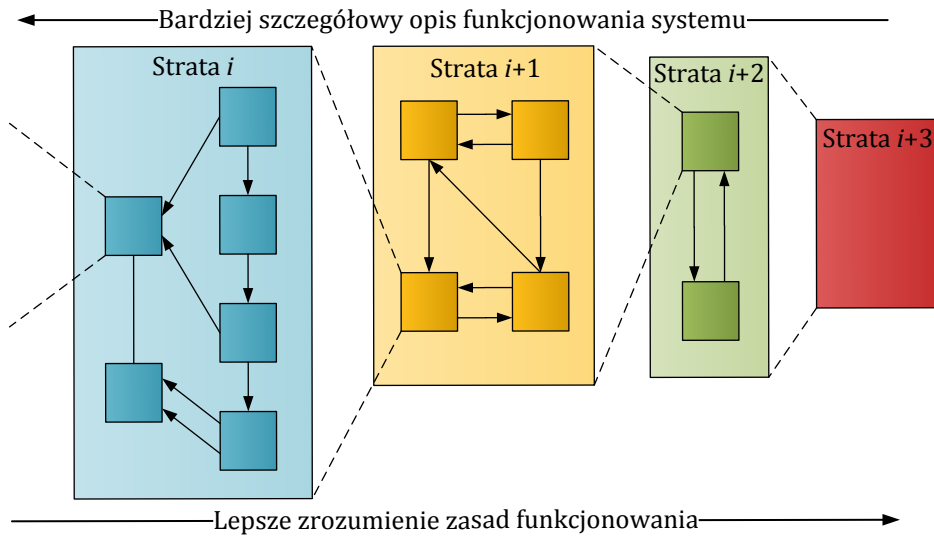 Bardziej szczegółowy opis funkcjonowania systemu
Strata i
Strata i+1
Strata i+2
Strata i+3
Lepsze zrozumienie zasad funkcjonowania